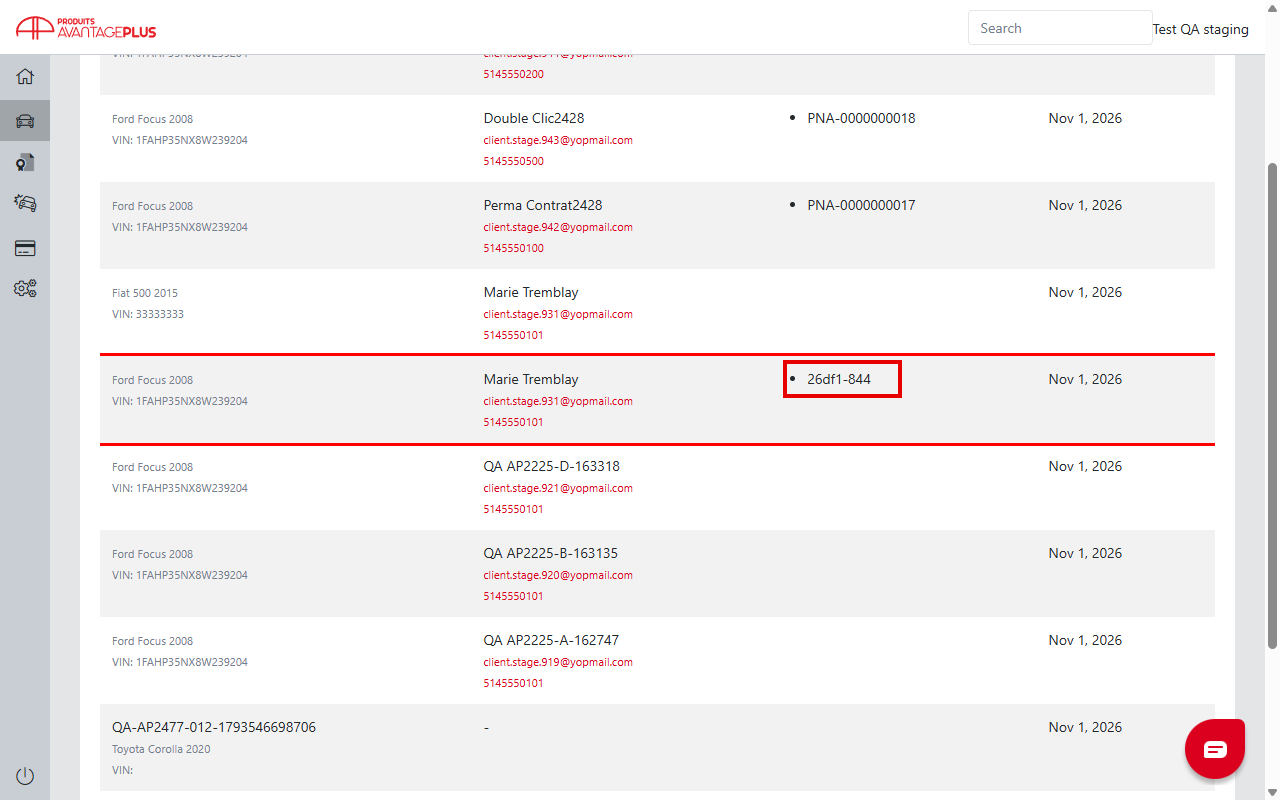 PRODUITS
AVANTAGEPLUS
Search
Test QA staging
5145550200
Ford Focus 2008
VIN: 1FAHP35NX8W239204
Double Clic2428
client.stage.943@yopmail.com
5145550500
• PNA-0000000018
Nov 1, 2026
Ford Focus 2008
VIN: 1FAHP35NX8W239204
Perma Contrat2428
client.stage.942@yopmail.com
5145550100
• PNA-0000000017
Nov 1, 2026
Fiat 500 2015
VIN: 33333333
Marie Tremblay
client.stage.931@yopmail.com
5145550101
Nov 1, 2026
Ford Focus 2008
VIN: 1FAHP35NX8W239204
Marie Tremblay
client.stage.931@yopmail.com
5145550101
• 26df1-844
Nov 1, 2026
Ford Focus 2008
VIN: 1FAHP35NX8W239204
QA AP2225-D-163318
client.stage.921@yopmail.com
5145550101
Nov 1, 2026
Ford Focus 2008
VIN: 1FAHP35NX8W239204
QA AP2225-B-163135
client.stage.920@yopmail.com
5145550101
Nov 1, 2026
Ford Focus 2008
VIN: 1FAHP35NX8W239204
QA AP2225-A-162747
client.stage.919@yopmail.com
5145550101
Nov 1, 2026
QA-AP2477-012-1793546698706
Toyota Corolla 2020
VIN:
-
Nov 1, 2026